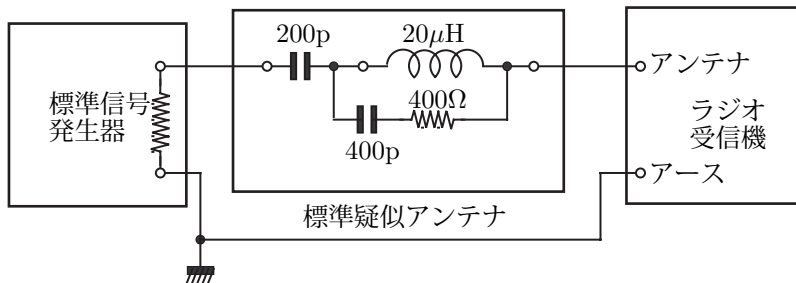 200p
20μH
アンテナ
標準信号
発生器
400Ω
400p
ラジオ
受信機
アース
標準疑似アンテナ